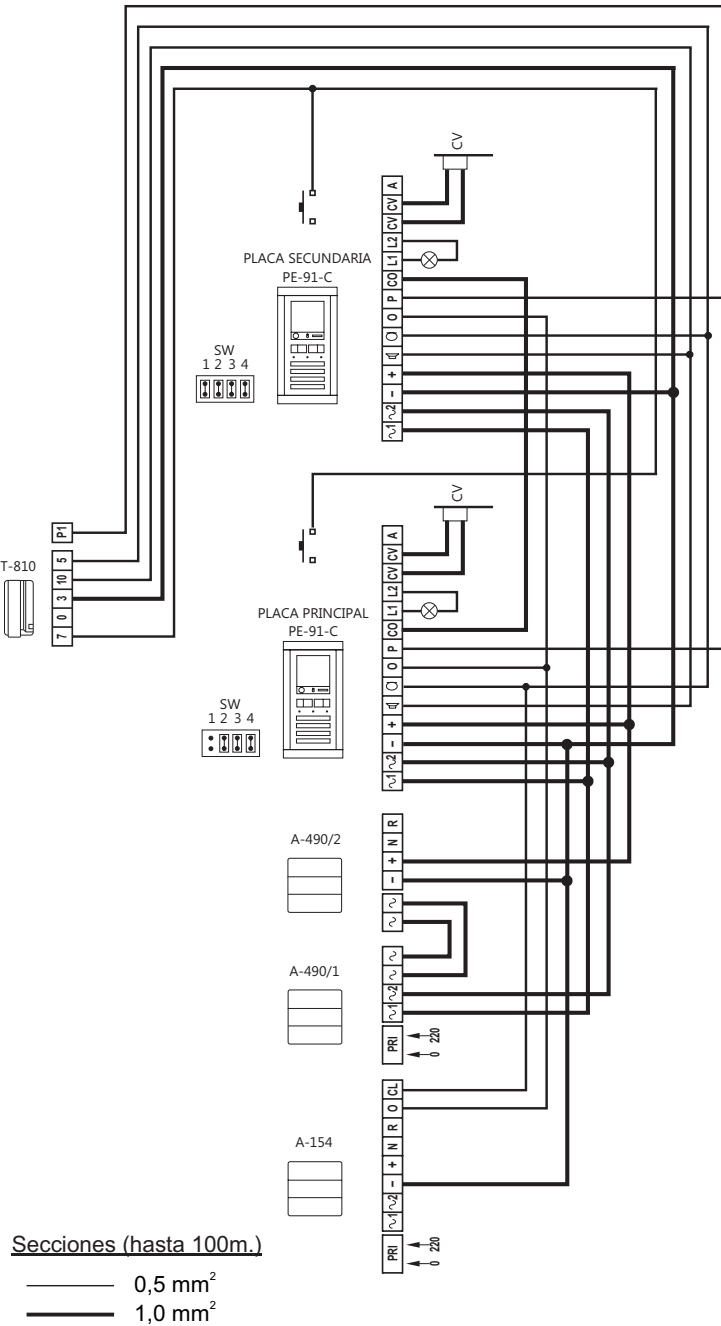 CV
A
CV
CV
L2
L1
CO
P
O
+
-
~2
~1
PLACA SECUNDARIA
PE-91-C
SW
1 2 3 4
T-810
P1
5
10
3
0
7
CV
A
CV
CV
L2
L1
CO
P
O
+
-
~2
~1
PLACA PRINCIPAL
PE-91-C
SW
1 2 3 4
A-490/2
R
N
+
-
~
~
A-490/1
~
~
~2
~1
PRI
220
0
A-154
CL
O
R
N
+
-
~2
~1
PRI
220
0
Secciones (hasta 100m.)
0,5 mm²
1,0 mm²